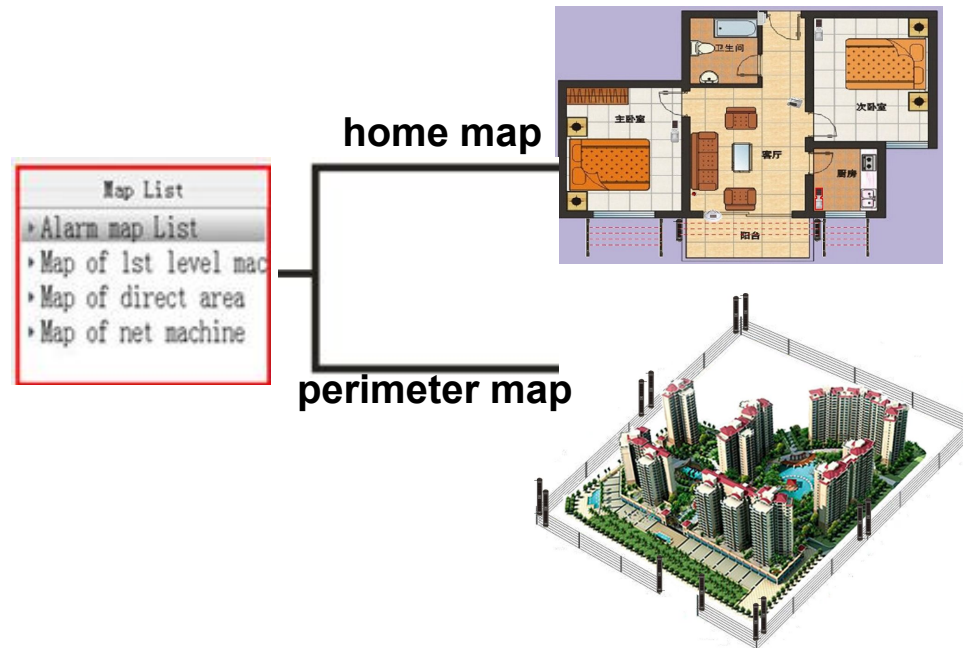 Map List
Alarm map List
Map of 1st level mac
Map of direct area
Map of net machine
home map
perimeter map
卫生间
主卧室
次卧室
客厅
厨房
阳台